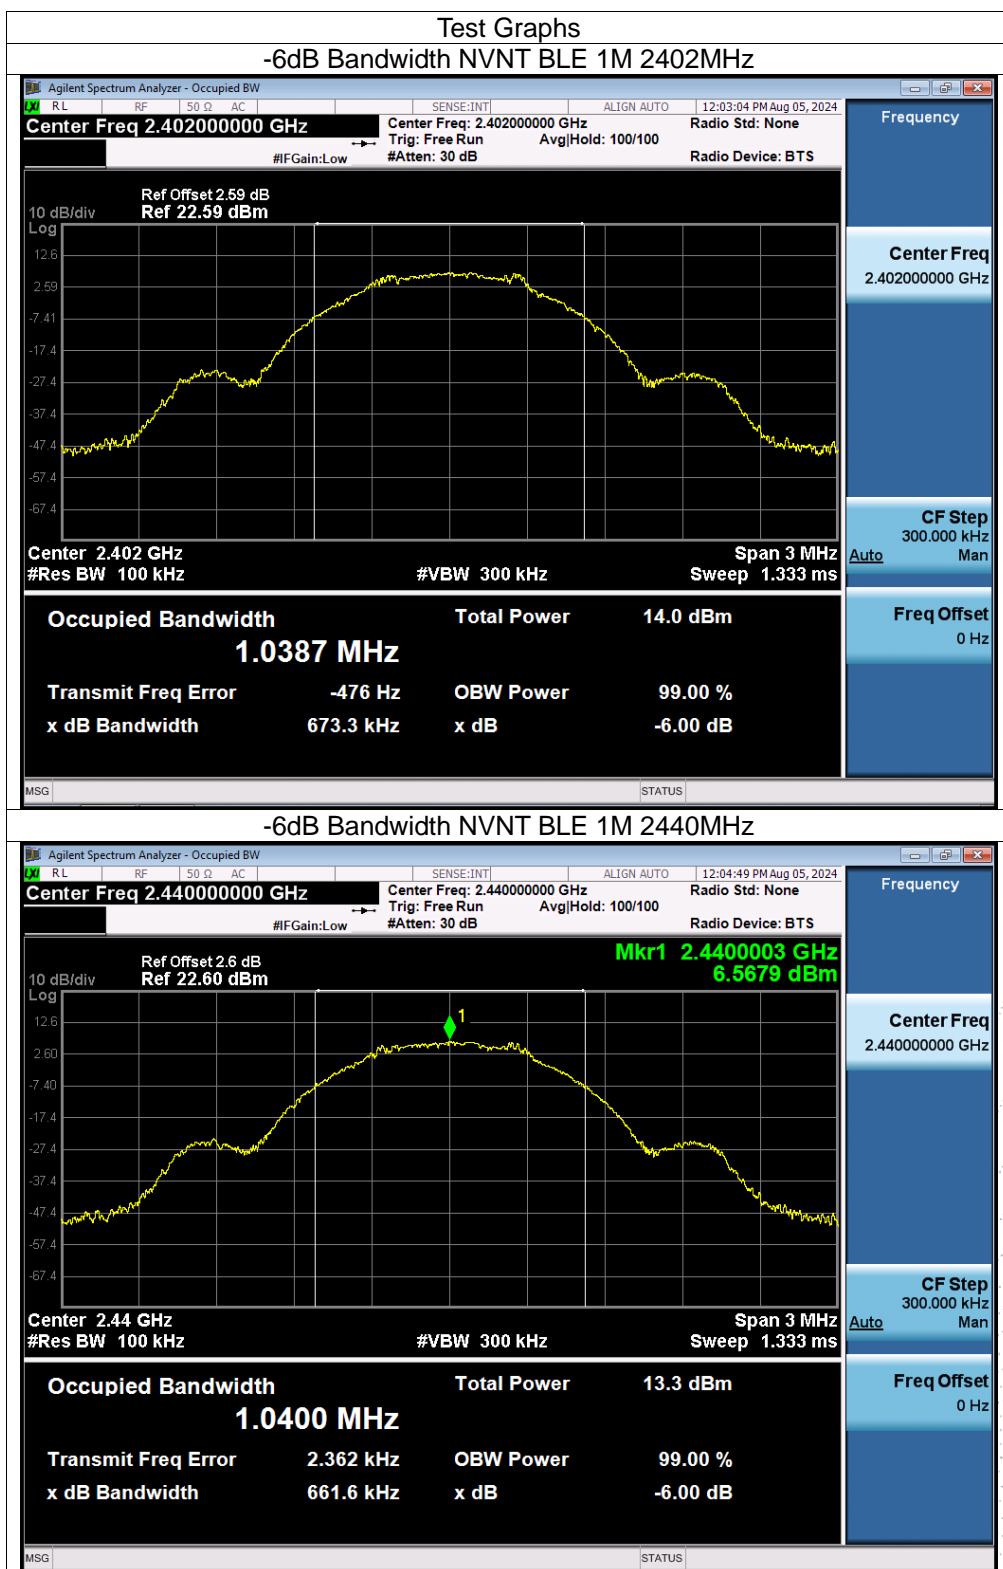 Test Graphs
-6dB Bandwidth NVNT BLE 1M 2402MHz
Agilent Spectrum Analyzer - Occupied BW
LXI RL RF 50 Ω AC SENSE:INT ALIGN AUTO 12:03:04 PM Aug 05, 2024
Center Freq 2.402000000 GHz
Center Freq: 2.402000000 GHz
Radio Std: None
Trig: Free Run Avg|Hold: 100/100
#IFGain:Low #Atten: 30 dB
Radio Device: BTS
Ref Offset 2.59 dB
10 dB/div Ref 22.59 dBm
Log
12.6
2.59
-7.41
-17.4
-27.4
-37.4
-47.4
-57.4
-67.4
Center 2.402 GHz Span 3 MHz
#Res BW 100 kHz #VBW 300 kHz Sweep 1.333 ms
Occupied Bandwidth Total Power 14.0 dBm
1.0387 MHz
Transmit Freq Error -476 Hz OBW Power 99.00 %
x dB Bandwidth 673.3 kHz x dB -6.00 dB
MSG STATUS
Frequency
Center Freq
2.402000000 GHz
CF Step
300.000 kHz
Auto Man
Freq Offset
0 Hz
-6dB Bandwidth NVNT BLE 1M 2440MHz
Agilent Spectrum Analyzer - Occupied BW
LXI RL RF 50 Ω AC SENSE:INT ALIGN AUTO 12:04:49 PM Aug 05, 2024
Center Freq 2.440000000 GHz
Center Freq: 2.440000000 GHz
Radio Std: None
Trig: Free Run Avg|Hold: 100/100
#IFGain:Low #Atten: 30 dB
Radio Device: BTS
Mkr1 2.4400003 GHz
6.5679 dBm
Ref Offset 2.6 dB
10 dB/div Ref 22.60 dBm
Log
1
12.6
2.60
-7.40
-17.4
-27.4
-37.4
-47.4
-57.4
-67.4
Center 2.44 GHz Span 3 MHz
#Res BW 100 kHz #VBW 300 kHz Sweep 1.333 ms
Occupied Bandwidth Total Power 13.3 dBm
1.0400 MHz
Transmit Freq Error 2.362 kHz OBW Power 99.00 %
x dB Bandwidth 661.6 kHz x dB -6.00 dB
MSG STATUS
Frequency
Center Freq
2.440000000 GHz
CF Step
300.000 kHz
Auto Man
Freq Offset
0 Hz